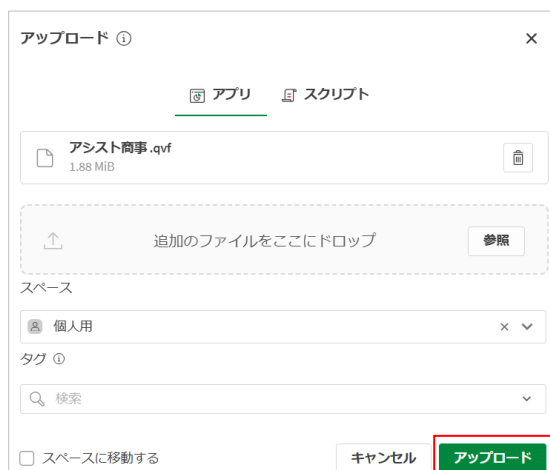 アップロード
アプリ スクリプト
アシスト商事.qvf
1.88 MiB
追加のファイルをここにドロップ 参照
スペース
個人用
タグ
検索
スペースに移動する キャンセル アップロード